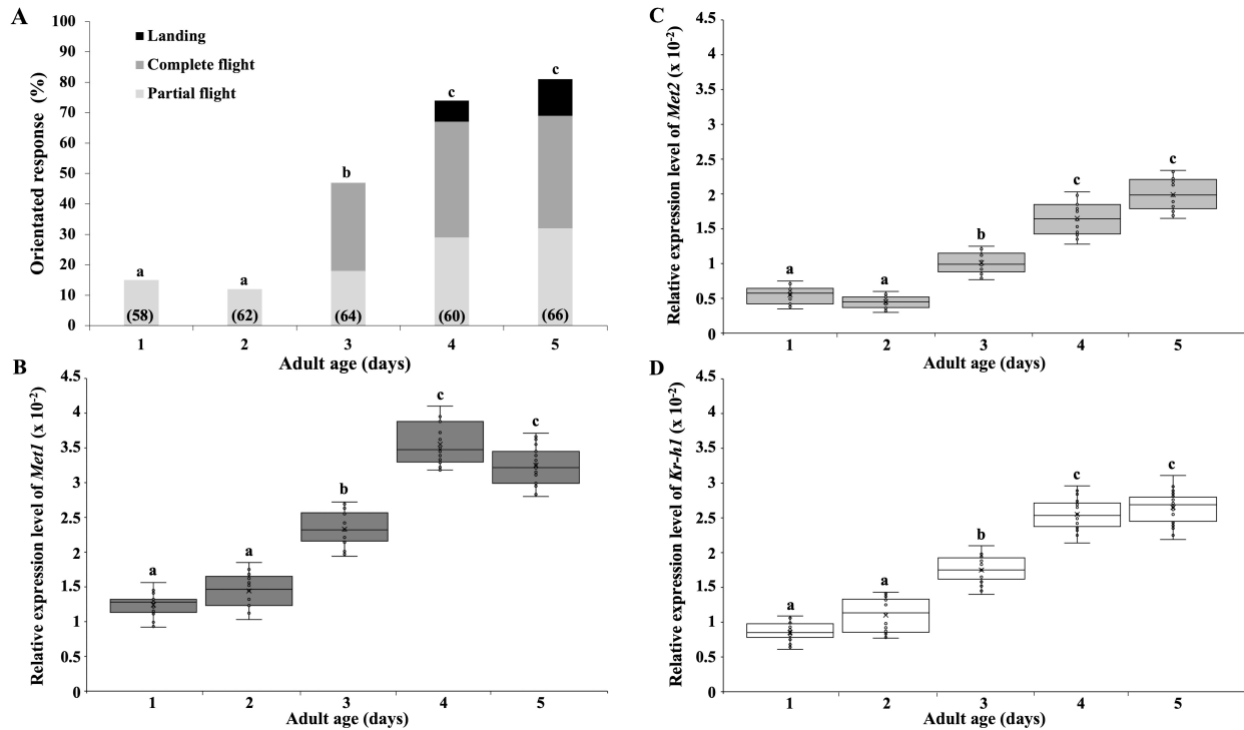 A
Orientated response (%)
100
90
80
70
60
50
40
30
20
10
0
Landing
Complete flight
Partial flight
a
a
b
c
c
(58)
(62)
(64)
(60)
(66)
1
2
3
4
5
Adult age (days)
B
Relative expression level of Met1 (x 10-2)
4.5
4
3.5
3
2.5
2
1.5
1
0.5
0
a
a
b
c
c
1
2
3
4
5
Adult age (days)
C
Relative expression level of Met2 (x 10-2)
4.5
4
3.5
3
2.5
2
1.5
1
0.5
0
a
a
b
c
c
1
2
3
4
5
Adult age (days)
D
Relative expression level of Kr-h1 (x 10-2)
4.5
4
3.5
3
2.5
2
1.5
1
0.5
0
a
a
b
c
c
1
2
3
4
5
Adult age (days)